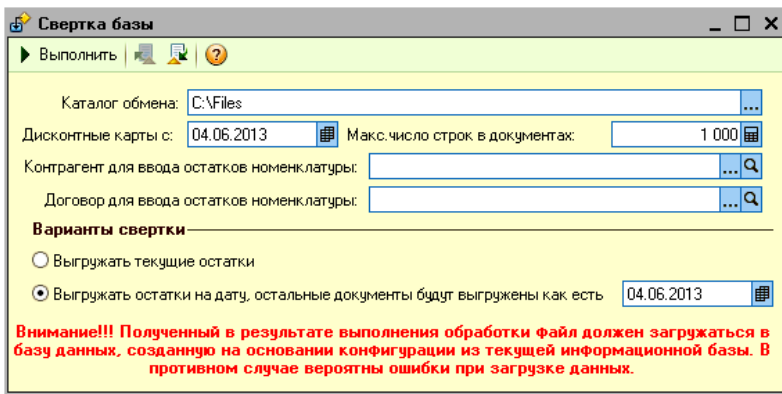 Свертка базы
Выполнить
Каталог обмена: C:\Files ...
Дисконтные карты с: 04.06.2013 Макс.число строк в документах: 1 000
Контрагент для ввода остатков номенклатуры: ...
Договор для ввода остатков номенклатуры: ...
Варианты свертки
Выгружать текущие остатки
Выгружать остатки на дату, остальные документы будут выгружены как есть 04.06.2013
Внимание!!! Полученный в результате выполнения обработки файл должен загружаться в
базу данных, созданную на основании конфигурации из текущей информационной базы. В
противном случае вероятны ошибки при загрузке данных.